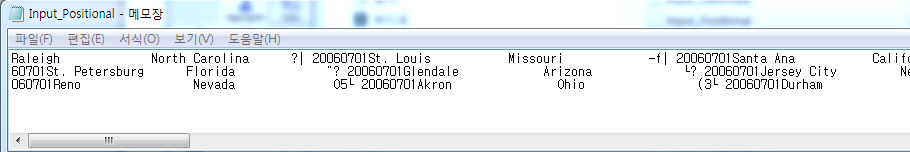 Input_Positional - 메모장
파일(F) 편집(E) 서식(O) 보기(V) 도움말(H)
Raleigh North Carolina ?| 20060701St. Louis Missouri -f| 20060701Santa Ana Califo
60701St. Petersburg Florida "? 20060701Glendale Arizona └? 20060701Jersey City Ne
060701Reno Nevada 05└ 20060701Akron Ohio (3└ 20060701Durham